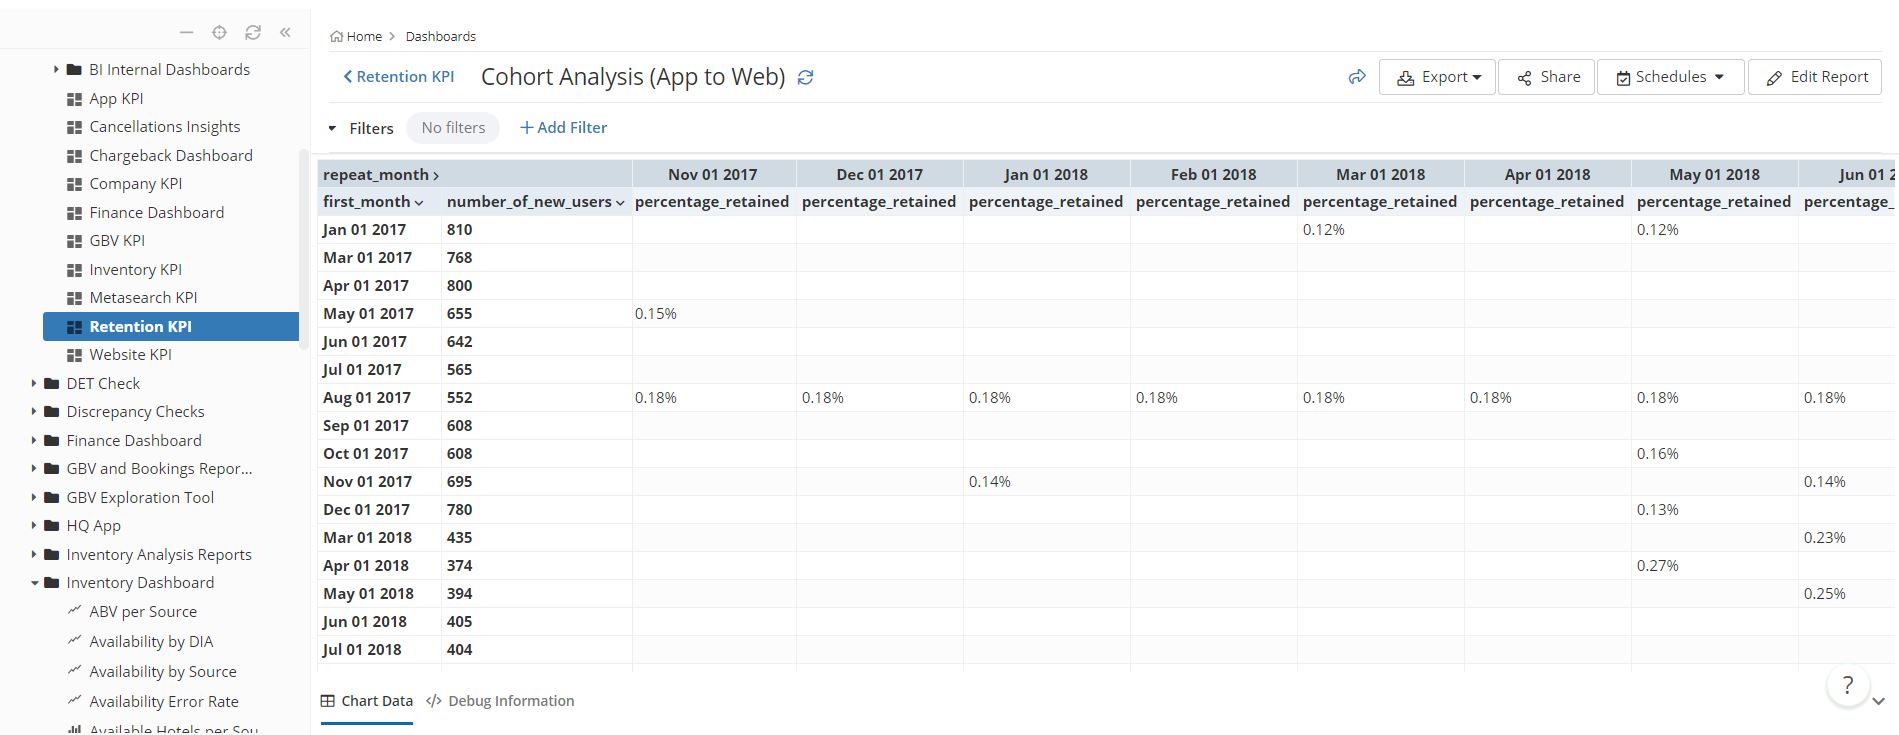 BI Internal Dashboards
App KPI
Cancellations Insights
Chargeback Dashboard
Company KPI
Finance Dashboard
GBV KPI
Inventory KPI
Metasearch KPI
Retention KPI
Website KPI
DET Check
Discrepancy Checks
Finance Dashboard
GBV and Bookings Repor...
GBV Exploration Tool
HQ App
Inventory Analysis Reports
Inventory Dashboard
ABV per Source
Availability by DIA
Availability by Source
Availability Error Rate
Available Hotels per Sou
Home > Dashboards
Retention KPI Cohort Analysis (App to Web) Export Share Schedules Edit Report
Filters No filters + Add Filter
repeat_month > Nov 01 2017 Dec 01 2017 Jan 01 2018 Feb 01 2018 Mar 01 2018 Apr 01 2018 May 01 2018 Jun 01 2
first_month number_of_new_users percentage_retained percentage_retained percentage_retained percentage_retained percentage_retained percentage_retained percentage_retained percentage_
Jan 01 2017 810 0.12% 0.12%
Mar 01 2017 768
Apr 01 2017 800
May 01 2017 655 0.15%
Jun 01 2017 642
Jul 01 2017 565
Aug 01 2017 552 0.18% 0.18% 0.18% 0.18% 0.18% 0.18% 0.18% 0.18%
Sep 01 2017 608
Oct 01 2017 608 0.16%
Nov 01 2017 695 0.14% 0.14%
Dec 01 2017 780 0.13%
Mar 01 2018 435 0.23%
Apr 01 2018 374 0.27%
May 01 2018 394 0.25%
Jun 01 2018 405
Jul 01 2018 404
Chart Data </> Debug Information
?